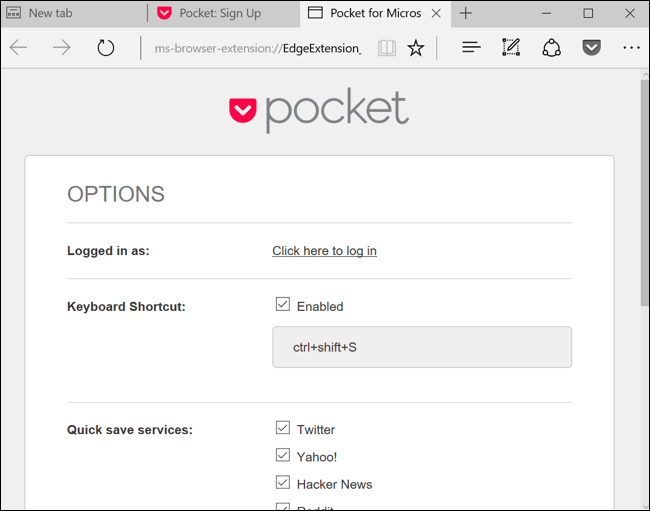 New tab
Pocket: Sign Up
Pocket for Micros
ms-browser-extension://EdgeExtension_
pocket
OPTIONS
Logged in as: Click here to log in
Keyboard Shortcut: Enabled
ctrl+shift+S
Quick save services: Twitter
Yahoo!
Hacker News
Reddit